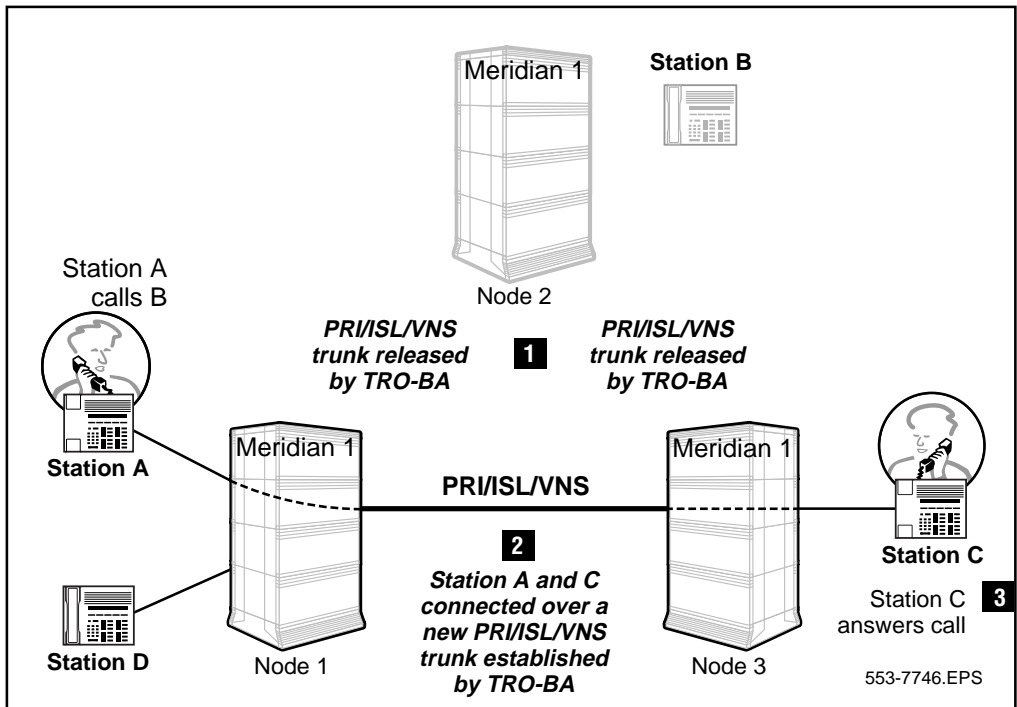 Meridian 1
Station B
Node 2
Station A
calls B
PRI/ISL/VNS
trunk released
by TRO-BA
1
PRI/ISL/VNS
trunk released
by TRO-BA
Station A
Meridian 1
PRI/ISL/VNS
Meridian 1
Station C
2
Station A and C
connected over a
new PRI/ISL/VNS
trunk established
by TRO-BA
Station C
answers call
3
Station D
Node 1
Node 3
553-7746.EPS